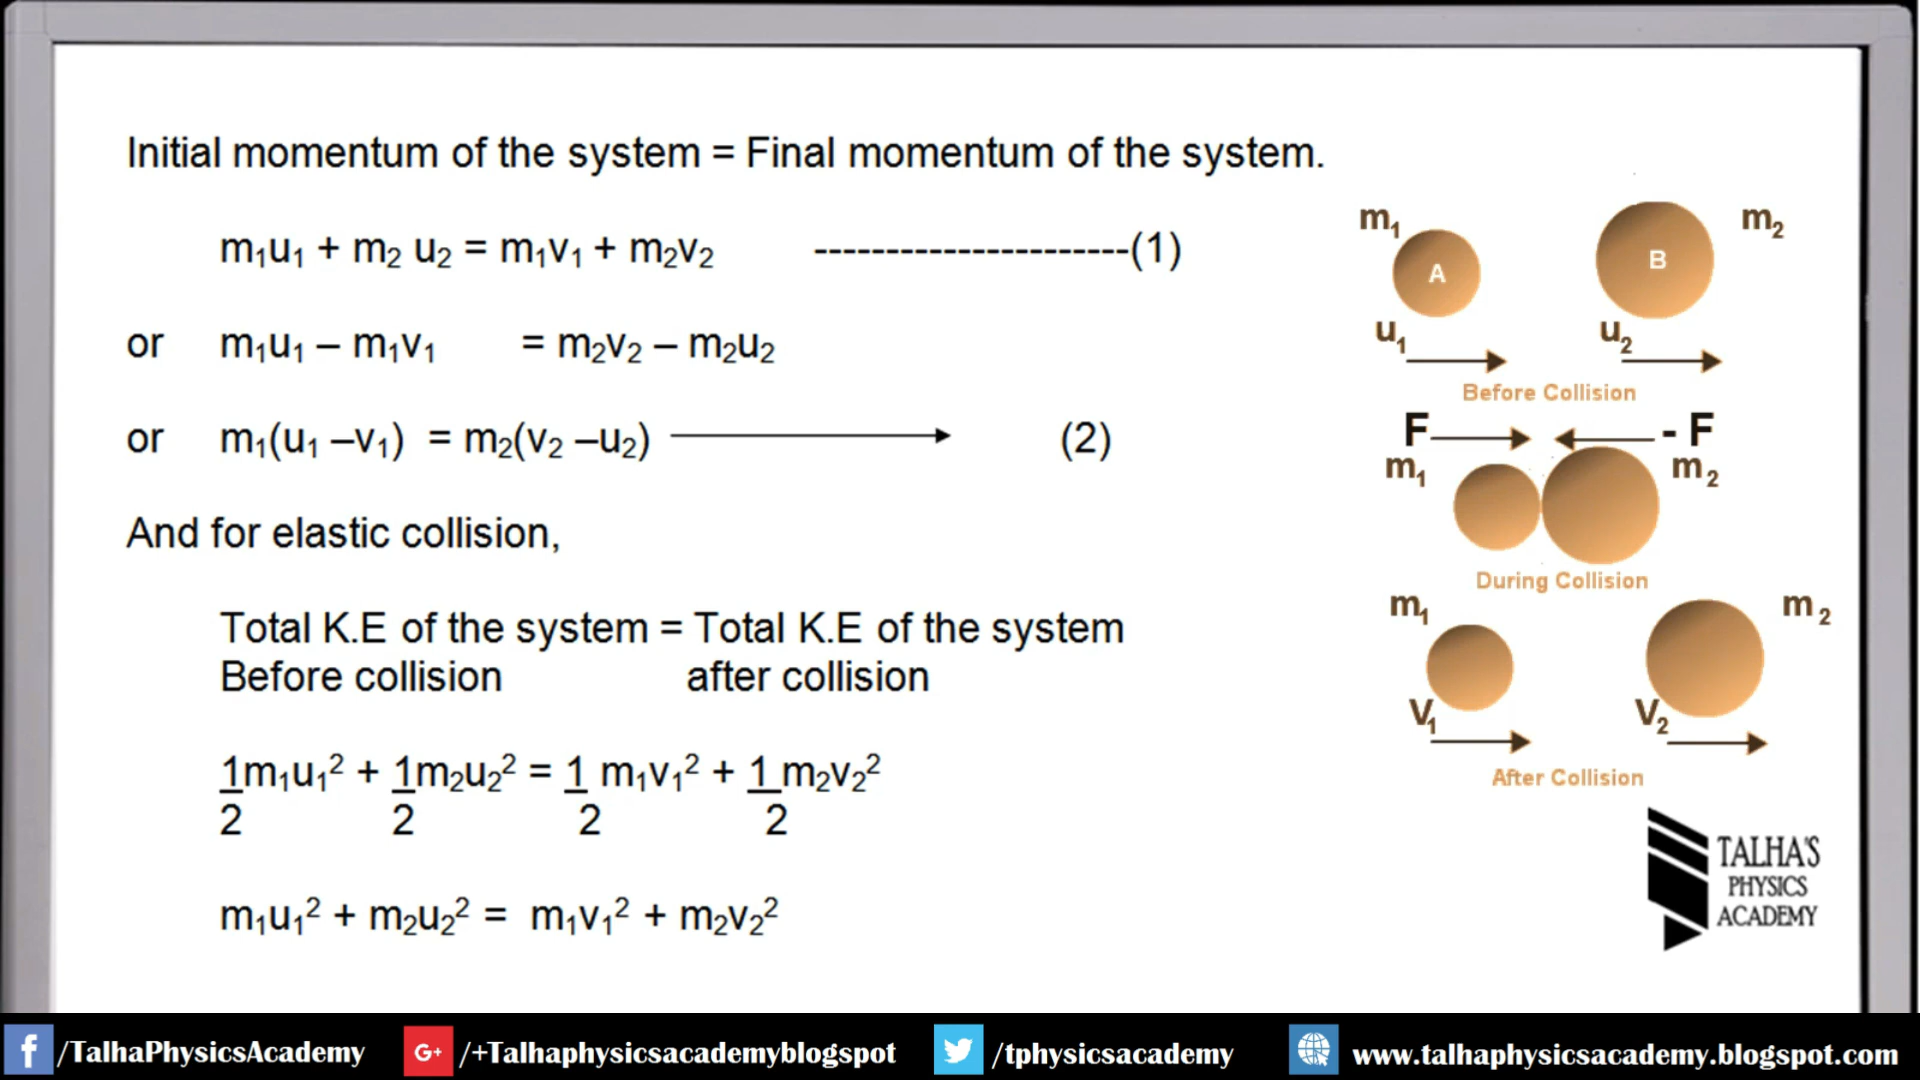 Initial momentum of the system = Final momentum of the system.
m₁u₁ + m₂ u₂ = m₁v₁ + m₂v₂ ----------------------(1)
or m₁u₁ – m₁v₁ = m₂v₂ – m₂u₂
or m₁(u₁ –v₁) = m₂(v₂ –u₂) ⟶ (2)
And for elastic collision,
Total K.E of the system = Total K.E of the system
Before collision after collision
1m₁u₁² + 1m₂u₂² = 1 m₁v₁² + 1 m₂v₂²
2 2 2 2
m₁u₁² + m₂u₂² = m₁v₁² + m₂v₂²
m₁ m₂
A B
u₁ u₂
Before Collision
F - F
m₁ m₂
During Collision
m₁ m₂
V₁ V₂
After Collision
TALHA'S
PHYSICS
ACADEMY
f /TalhaPhysicsAcademy G+ /+Talhaphysicsacademyblogspot /tphysicsacademy www.talhaphysicsacademy.blogspot.com